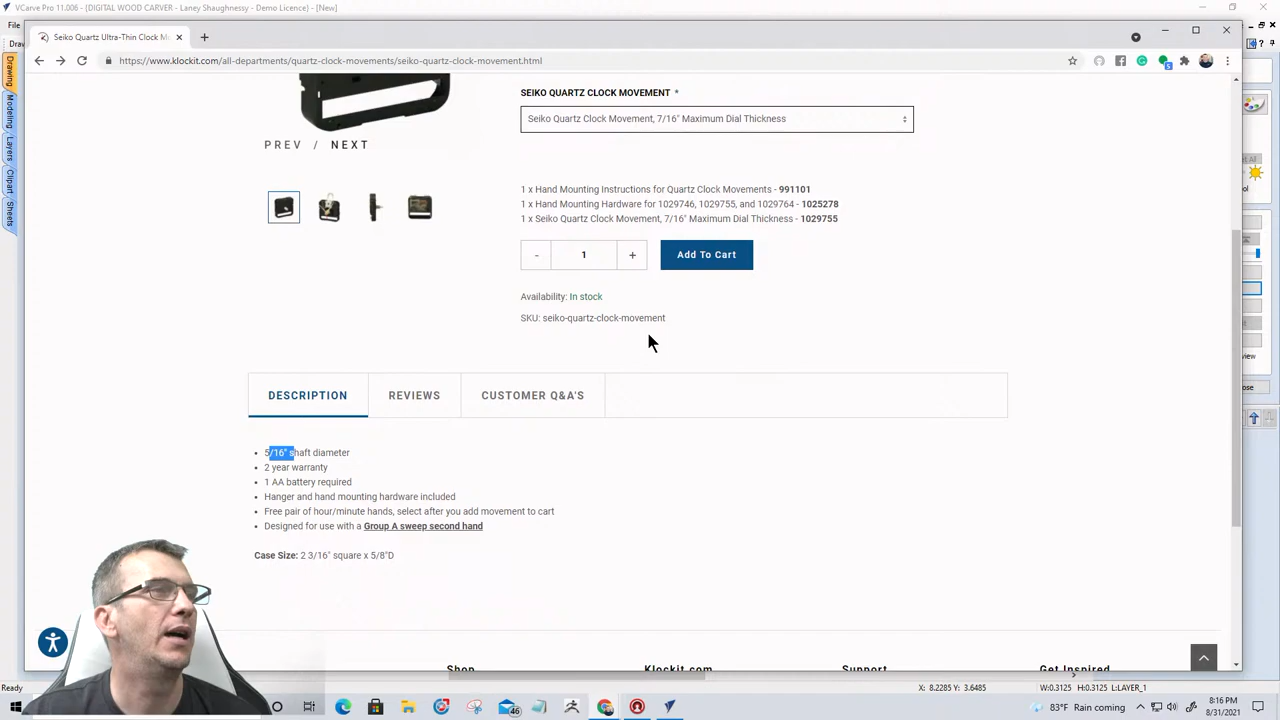 VCarve Pro 11.006 - {DIGITAL WOOD CARVER - Laney Shaughnessy - Demo Licence} - [New]
File
Seiko Quartz Ultra-Thin Clock M
https://www.klockit.com/all-departments/quartz-clock-movements/seiko-quartz-clock-movement.html
Drawing
Modeling
Layers
Clipart
Sheets
SEIKO QUARTZ CLOCK MOVEMENT *
Seiko Quartz Clock Movement, 7/16" Maximum Dial Thickness
PREV / NEXT
1 x Hand Mounting Instructions for Quartz Clock Movements - 991101
1 x Hand Mounting Hardware for 1029746, 1029755, and 1029764 - 1025278
1 x Seiko Quartz Clock Movement, 7/16" Maximum Dial Thickness - 1029755
- 1 + Add To Cart
Availability: In stock
SKU: seiko-quartz-clock-movement
DESCRIPTION REVIEWS CUSTOMER Q&A'S
5/16" shaft diameter
2 year warranty
1 AA battery required
Hanger and hand mounting hardware included
Free pair of hour/minute hands, select after you add movement to cart
Designed for use with a Group A sweep second hand
Case Size: 2 3/16" square x 5/8"D
Shop Klockit.com Support Get Inspired
Ready
X: 8.2285 Y: 3.6485 W:0.3125 H:0.3125 L:LAYER_1
46
83°F Raining coming
8:16 PM
8/31/2021